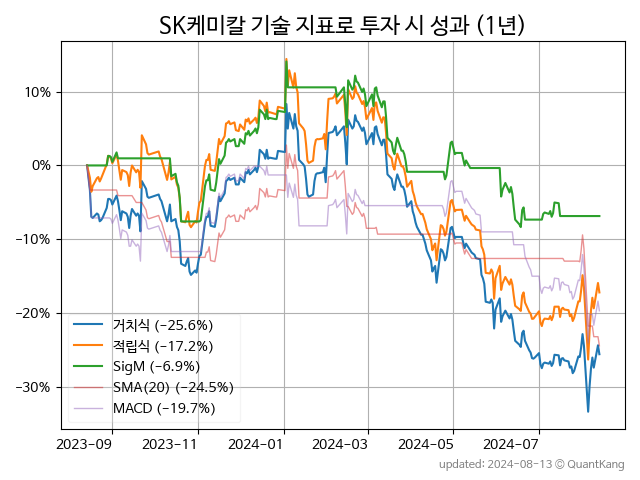 SK케미칼 기술 지표로 투자 시 성과 (1년)
10%
0%
−10%
−20%
−30%
거치식 (−25.6%)
적립식 (−17.2%)
SigM (−6.9%)
SMA(20) (−24.5%)
MACD (−19.7%)
2023-09 2023-11 2024-01 2024-03 2024-05 2024-07
updated: 2024-08-13 © QuantKang